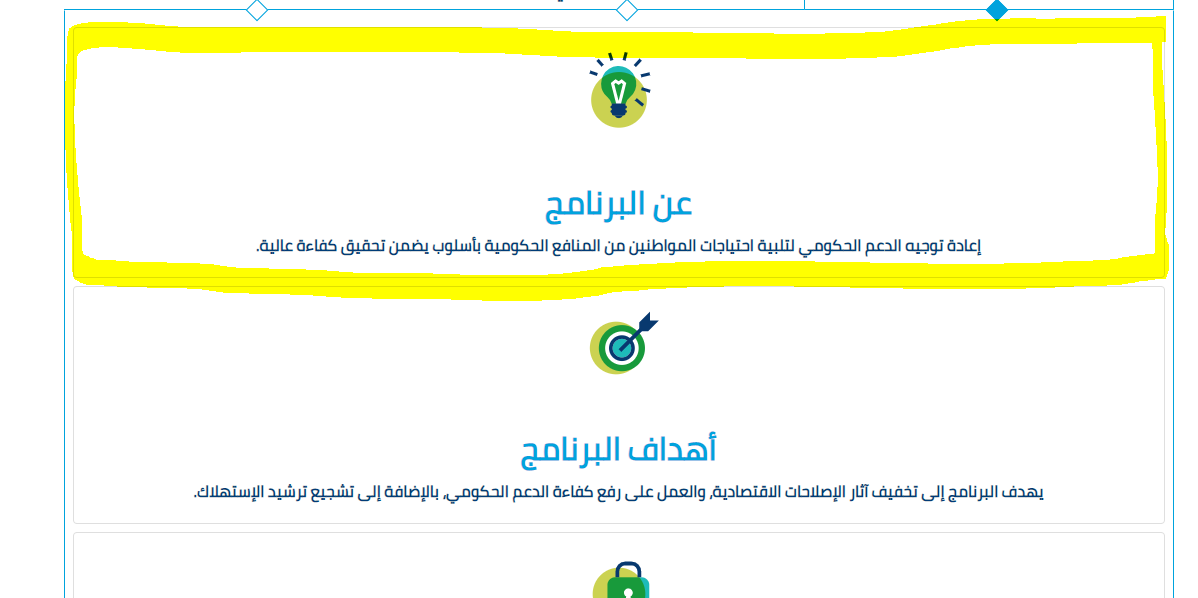 عن البرنامج
إعادة توجيه الدعم الحكومي لتلبية احتياجات المواطنين من المنافع الحكومية بأسلوب يضمن تحقيق كفاءة عالية.
أهداف البرنامج
يهدف البرنامج إلى تخفيف آثار الإصلاحات الاقتصادية، والعمل على رفع كفاءة الدعم الحكومي، بالإضافة إلى تشجيع ترشيد الإستهلاك.